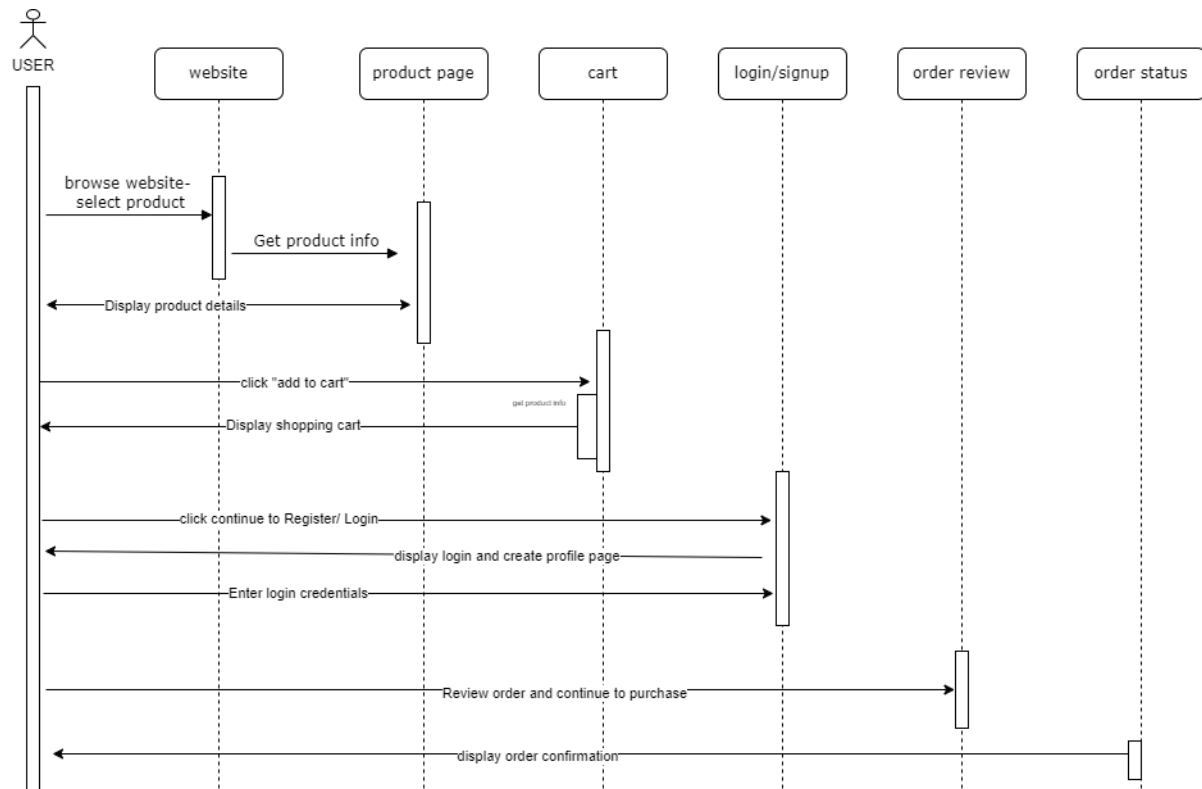 USER
website
product page
cart
login/signup
order review
order status
browse website-
select product
Get product info
Display product details
click "add to cart"
get product info
Display shopping cart
click continue to Register/ Login
display login and create profile page
Enter login credentials
Review order and continue to purchase
display order confirmation